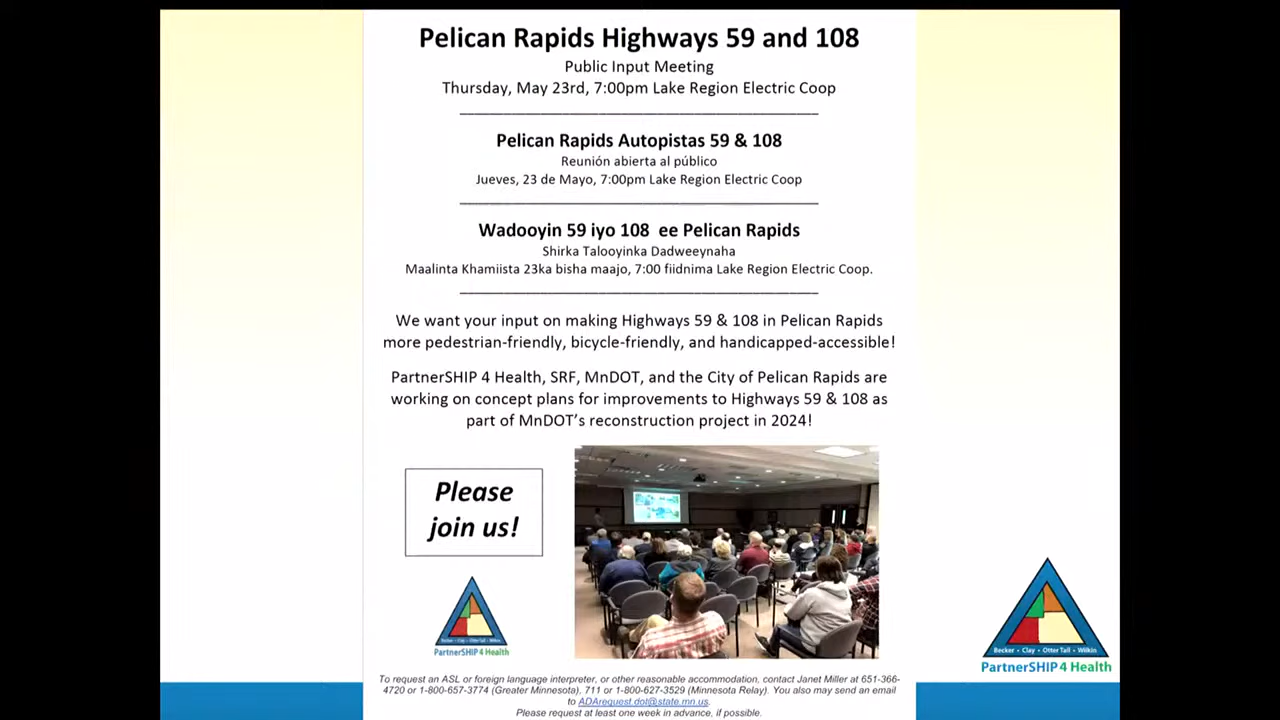 Pelican Rapids Highways 59 and 108
Public Input Meeting
Thursday, May 23rd, 7:00pm Lake Region Electric Coop
Pelican Rapids Autopistas 59 & 108
Reunión abierta al público
Jueves, 23 de Mayo, 7:00pm Lake Region Electric Coop
Wadooyin 59 iyo 108 ee Pelican Rapids
Shirka Talooyinka Dadweeynaha
Maalinta Khamiista 23ka bisha maajo, 7:00 fiidnima Lake Region Electric Coop.
We want your input on making Highways 59 & 108 in Pelican Rapids
more pedestrian-friendly, bicycle-friendly, and handicapped-accessible!
PartnerSHIP 4 Health, SRF, MnDOT, and the City of Pelican Rapids are
working on concept plans for improvements to Highways 59 & 108 as
part of MnDOT's reconstruction project in 2024!
Please
join us!
Becker • Clay • Otter Tail • Wilkin
PartnerSHIP 4 Health
Becker • Clay • Otter Tail • Wilkin
PartnerSHIP 4 Health
To request an ASL or foreign language interpreter, or other reasonable accommodation, contact Janet Miller at 651-366-
4720 or 1-800-657-3774 (Greater Minnesota), 711 or 1-800-627-3529 (Minnesota Relay). You also may send an email
to ADArequest.dot@state.mn.us.
Please request at least one week in advance, if possible.